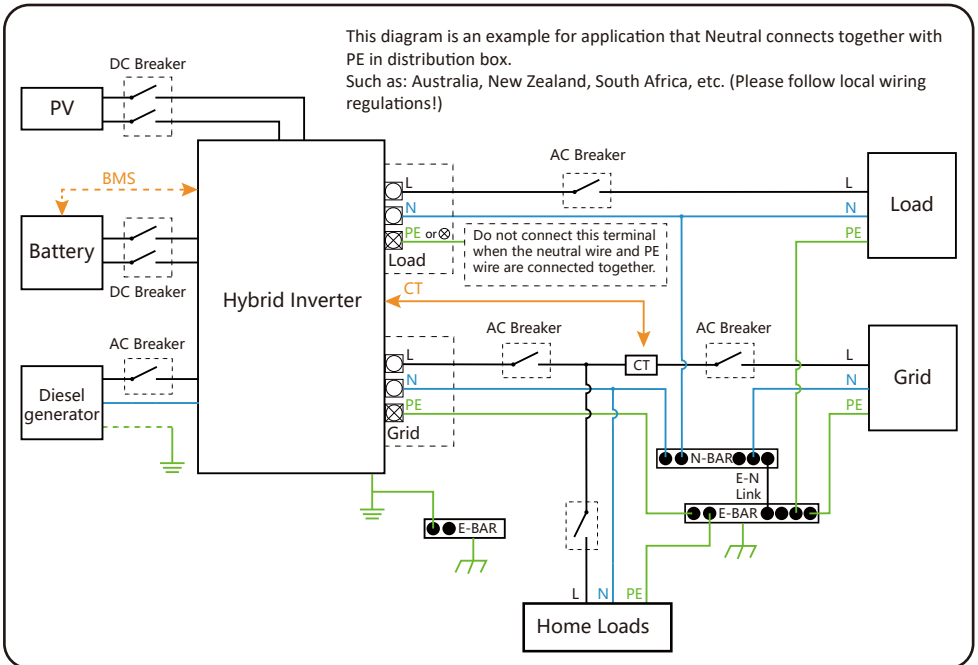 This diagram is an example for application that Neutral connects together with
PE in distribution box.
Such as: Australia, New Zealand, South Africa, etc. (Please follow local wiring
regulations!)
DC Breaker
PV
BMS
Battery
DC Breaker
AC Breaker
Diesel
generator
Hybrid Inverter
L
N
PE or⊗
Load
Do not connect this terminal
when the neutral wire and PE
wire are connected together.
AC Breaker
L
N
PE
Load
CT
AC Breaker
CT
AC Breaker
L
N
PE
Grid
L
N
PE
Grid
N-BAR
E-N
Link
E-BAR
E-BAR
L N PE
Home Loads